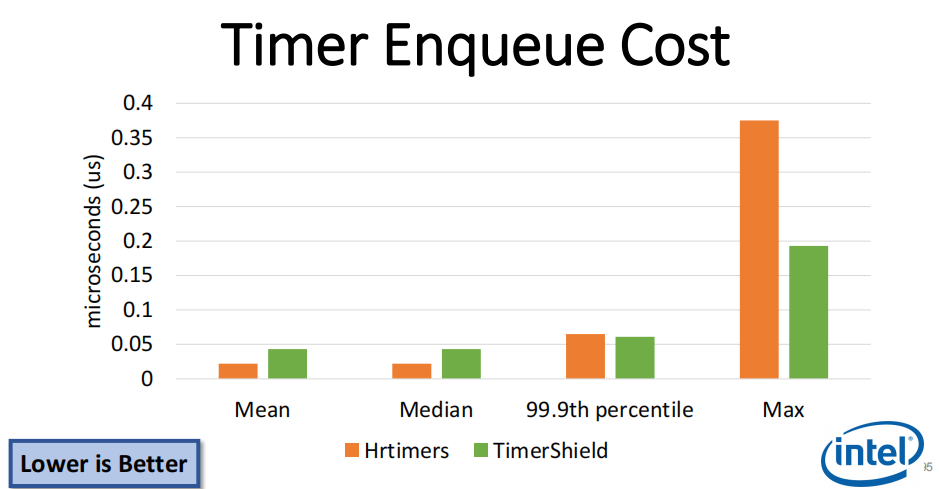 Timer Enqueue Cost
microseconds (us)
0.4
0.35
0.3
0.25
0.2
0.15
0.1
0.05
0
Mean
Median
99.9th percentile
Max
Hrtimers
TimerShield
Lower is Better
intel®